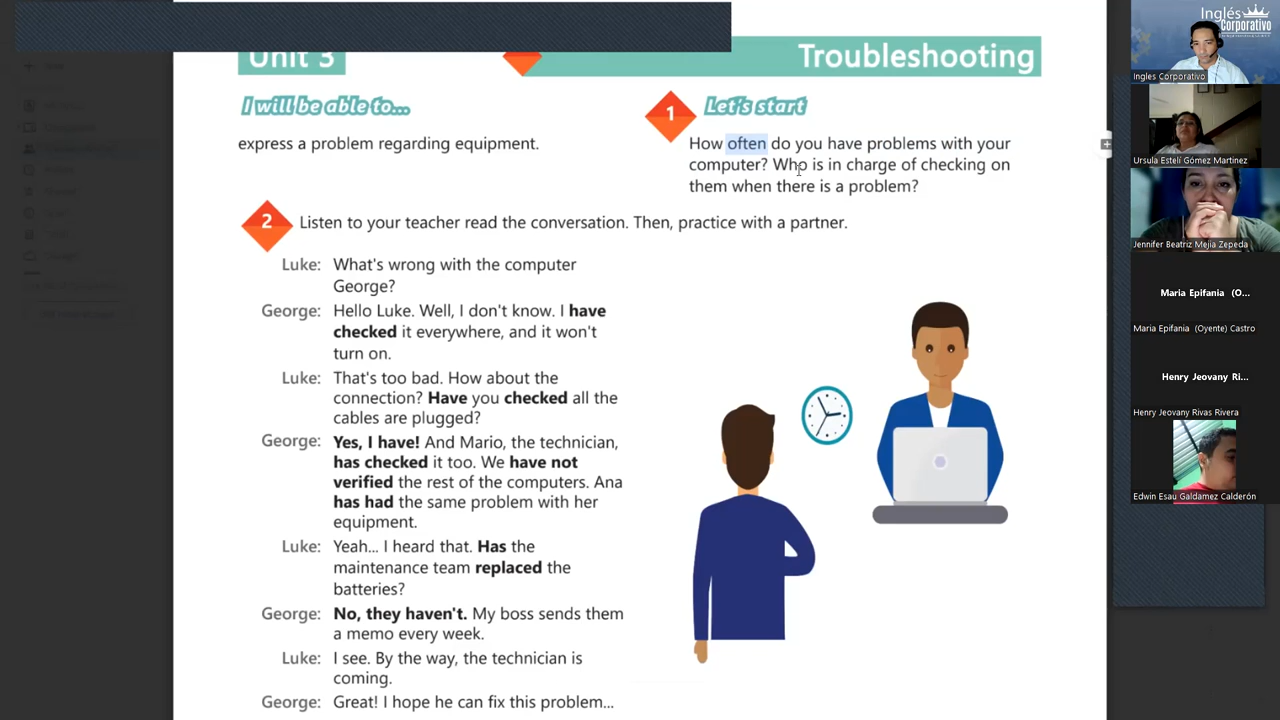 Unit 3
Troubleshooting
I will be able to...
express a problem regarding equipment.
1
Let's start
How often do you have problems with your
computer? Who is in charge of checking on
them when there is a problem?
2
Listen to your teacher read the conversation. Then, practice with a partner.
Luke: What's wrong with the computer
George?
George: Hello Luke. Well, I don't know. I have
checked it everywhere, and it won't
turn on.
Luke: That's too bad. How about the
connection? Have you checked all the
cables are plugged?
George: Yes, I have! And Mario, the technician,
has checked it too. We have not
verified the rest of the computers. Ana
has had the same problem with her
equipment.
Luke: Yeah... I heard that. Has the
maintenance team replaced the
batteries?
George: No, they haven't. My boss sends them
a memo every week.
Luke: I see. By the way, the technician is
coming.
George: Great! I hope he can fix this problem...
Inglés
Corporativo
Ingles Corporativo
Ursula Estelí Gómez Martinez
Jennifer Beatriz Mejia Zepeda
Maria Epifania (O...
Maria Epifania (Oyente) Castro
Henry Jeovany Ri...
Henry Jeovany Rivas Rivera
Edwin Esau Galdamez Calderón